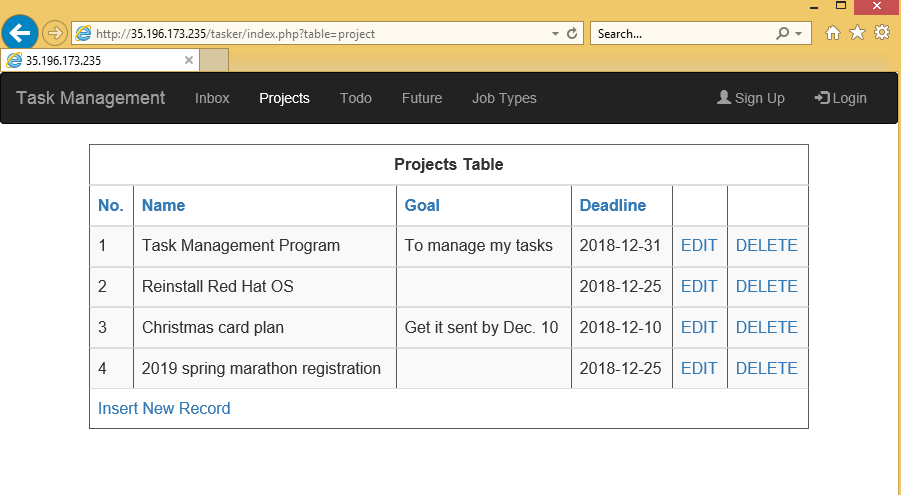 http://35.196.173.235/tasker/index.php?table=project
Search...
35.196.173.235
Task Management Inbox Projects Todo Future Job Types Sign Up Login
Projects Table
No. Name Goal Deadline
1 Task Management Program To manage my tasks 2018-12-31 EDIT DELETE
2 Reinstall Red Hat OS 2018-12-25 EDIT DELETE
3 Christmas card plan Get it sent by Dec. 10 2018-12-10 EDIT DELETE
4 2019 spring marathon registration 2018-12-25 EDIT DELETE
Insert New Record